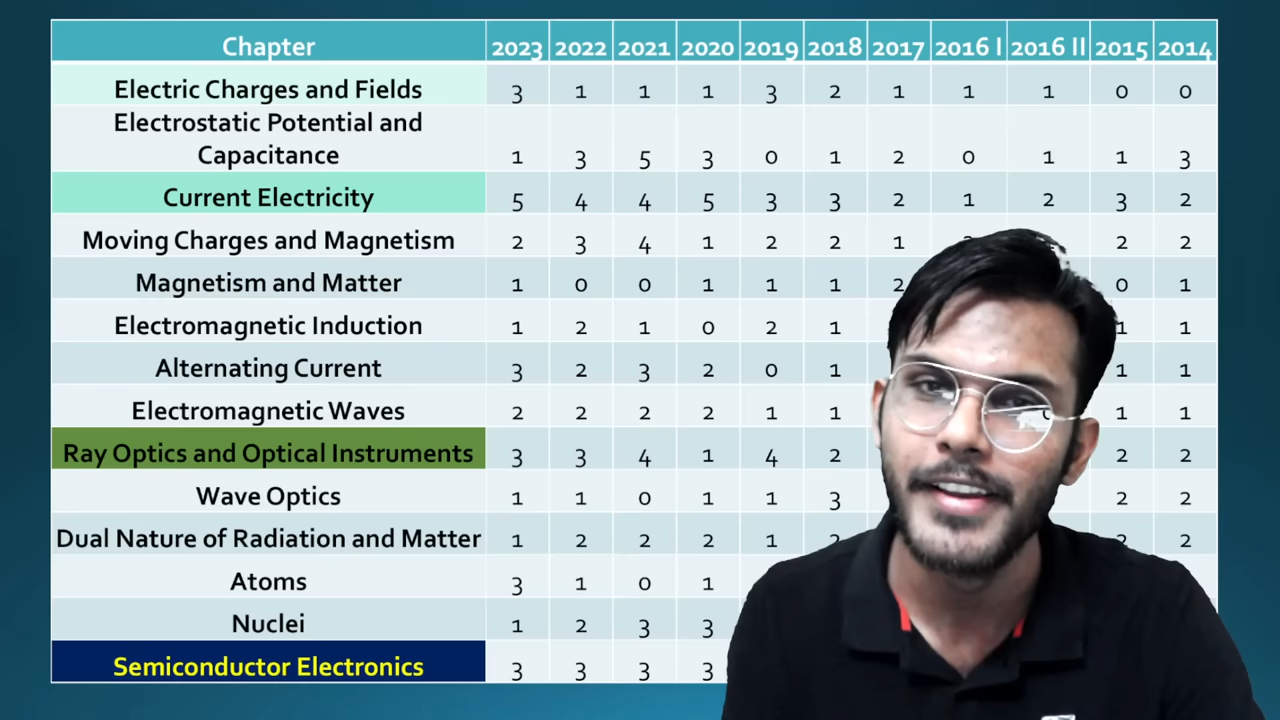 Chapter 2023 2022 2021 2020 2019 2018 2017 2016 I 2016 II 2015 2014
Electric Charges and Fields 3 1 1 1 3 2 1 1 1 0 0
Electrostatic Potential and
Capacitance 1 3 5 3 0 1 2 0 1 1 3
Current Electricity 5 4 4 5 3 3 2 1 2 3 2
Moving Charges and Magnetism 2 3 4 1 2 2 1 2 2
Magnetism and Matter 1 0 0 1 1 1 2 0 1
Electromagnetic Induction 1 2 1 0 2 1 1 1
Alternating Current 3 2 3 2 0 1 1 1
Electromagnetic Waves 2 2 2 2 1 1 1 1
Ray Optics and Optical Instruments 3 3 4 1 4 2 2 2
Wave Optics 1 1 0 1 1 3 2 2
Dual Nature of Radiation and Matter 1 2 2 2 1 2
Atoms 3 1 0 1
Nuclei 1 2 3 3
Semiconductor Electronics 3 3 3 3